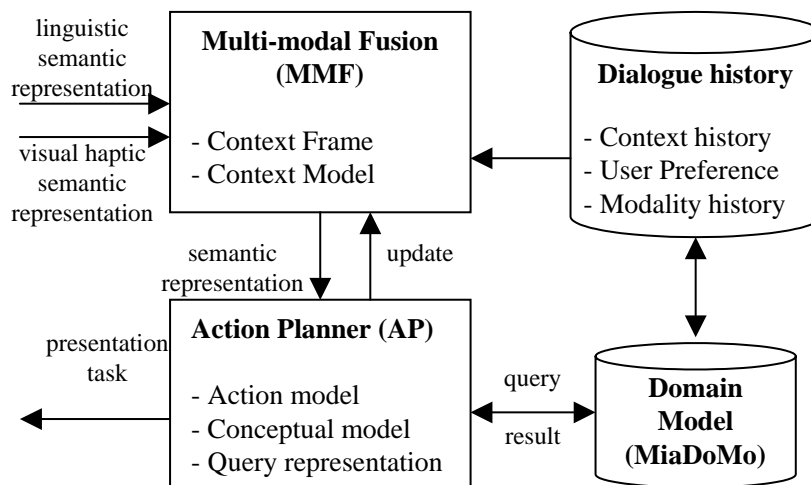 linguistic
semantic
representation
visual haptic
semantic
representation
Multi-modal Fusion
(MMF)
- Context Frame
- Context Model
Dialogue history
- Context history
- User Preference
- Modality history
semantic
representation
update
presentation
task
Action Planner (AP)
- Action model
- Conceptual model
- Query representation
query
result
Domain
Model
(MiaDoMo)